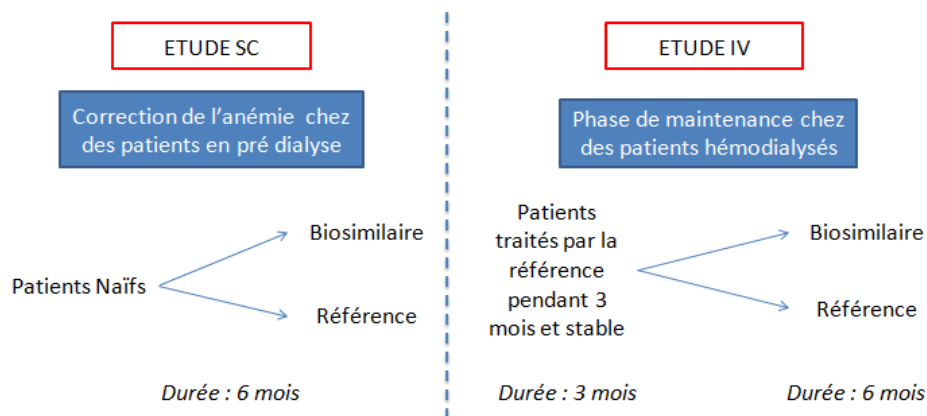 ETUDE SC
Correction de l'anémie chez
des patients en pré dialyse
Patients Naïfs
Biosimilaire
Référence
Durée : 6 mois
ETUDE IV
Phase de maintenance chez
des patients hémodialysés
Patients
traités par la
référence
pendant 3
mois et stable
Biosimilaire
Référence
Durée : 3 mois
Durée : 6 mois